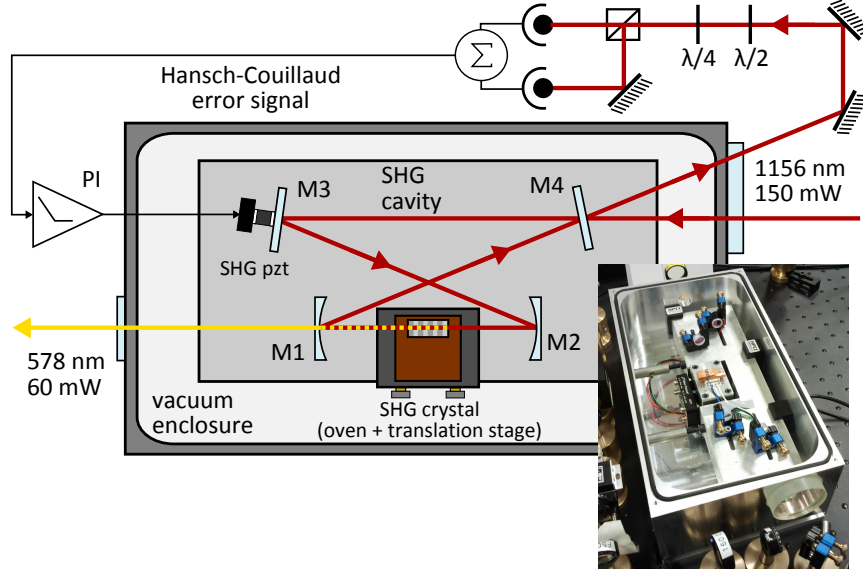 λ/4
λ/2
Σ
Hansch-Couillaud
error signal
PI
M3
SHG
cavity
M4
1156 nm
150 mW
SHG pzt
M1
M2
578 nm
60 mW
SHG crystal
(oven + translation stage)
vacuum
enclosure